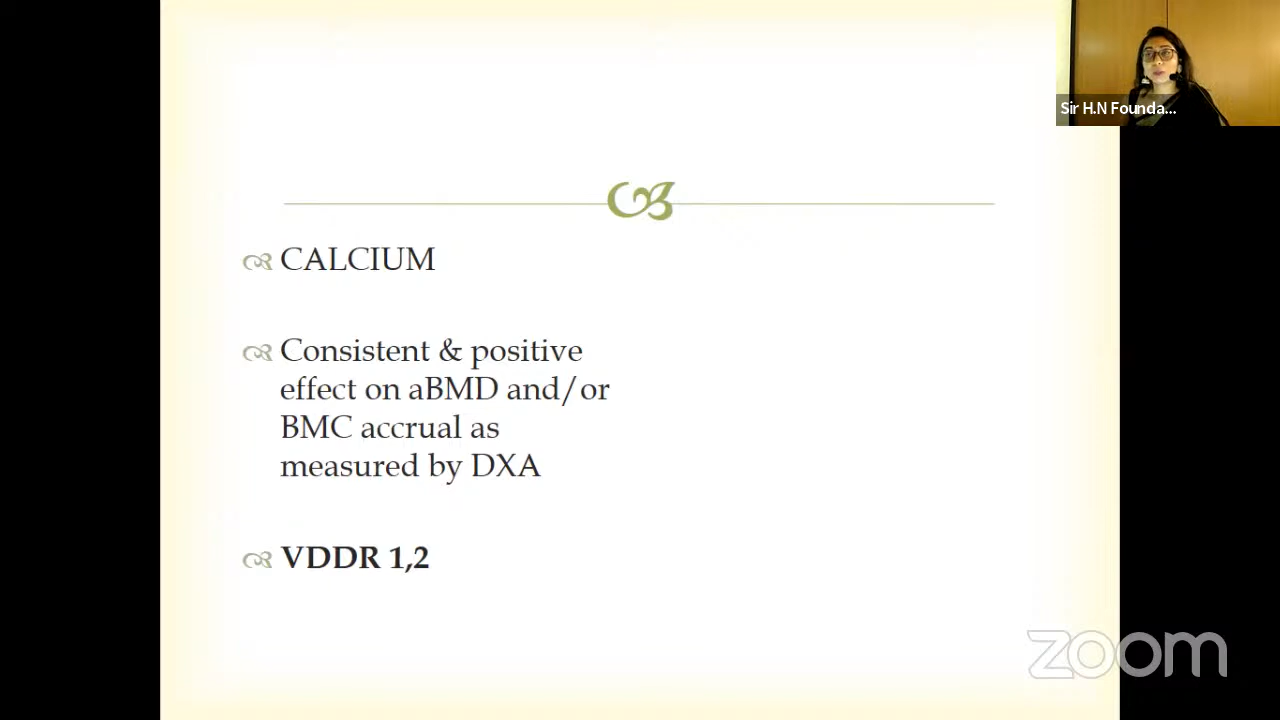 Sir H.N Founda...
CALCIUM
Consistent & positive
effect on aBMD and/or
BMC accrual as
measured by DXA
VDDR 1,2
zoom